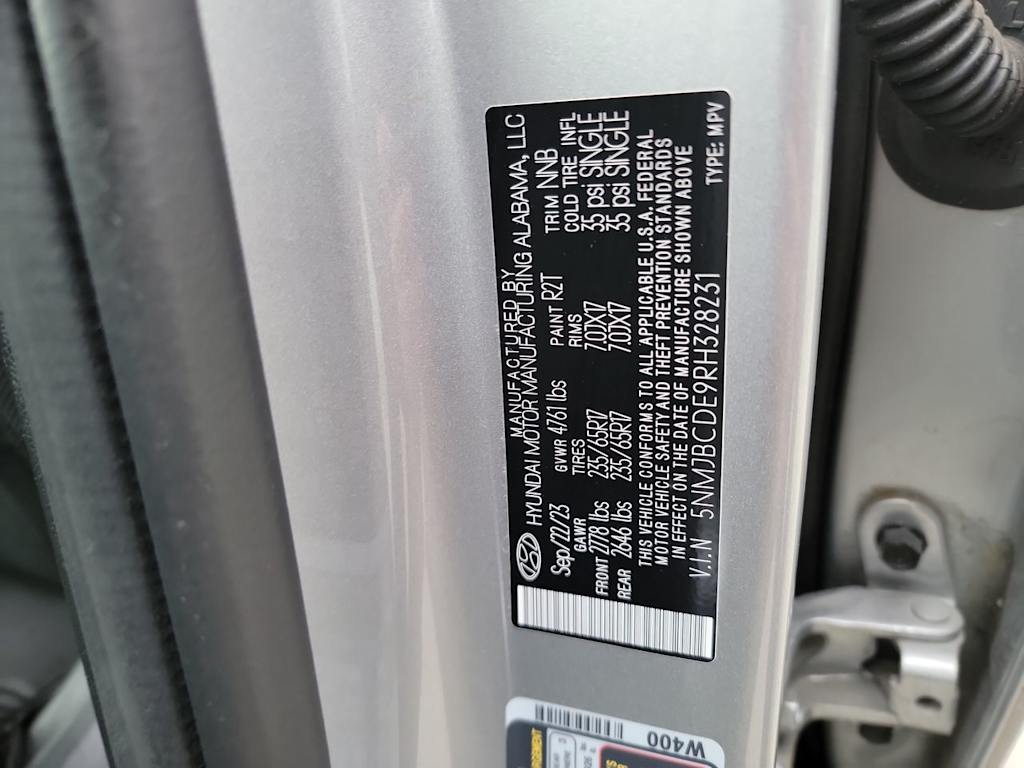 MANUFACTURED BY
HYUNDAI MOTOR MANUFACTURING ALABAMA, LLC
Sep/22/23 GVWR 4761 lbs PAINT R2T TRIM NNB
GAWR TIRES RIMS COLD TIRE INFL
FRONT 2778 lbs 235/65R17 7.0JX17 35 psi SINGLE
REAR 2646 lbs 235/65R17 7.0JX17 35 psi SINGLE
THIS VEHICLE CONFORMS TO ALL APPLICABLE U.S.A. FEDERAL
MOTOR VEHICLE SAFETY AND THEFT PREVENTION STANDARDS
IN EFFECT ON THE DATE OF MANUFACTURE SHOWN ABOVE
V.I.N 5NMJBCDE9RH328231 TYPE: MPV
W400